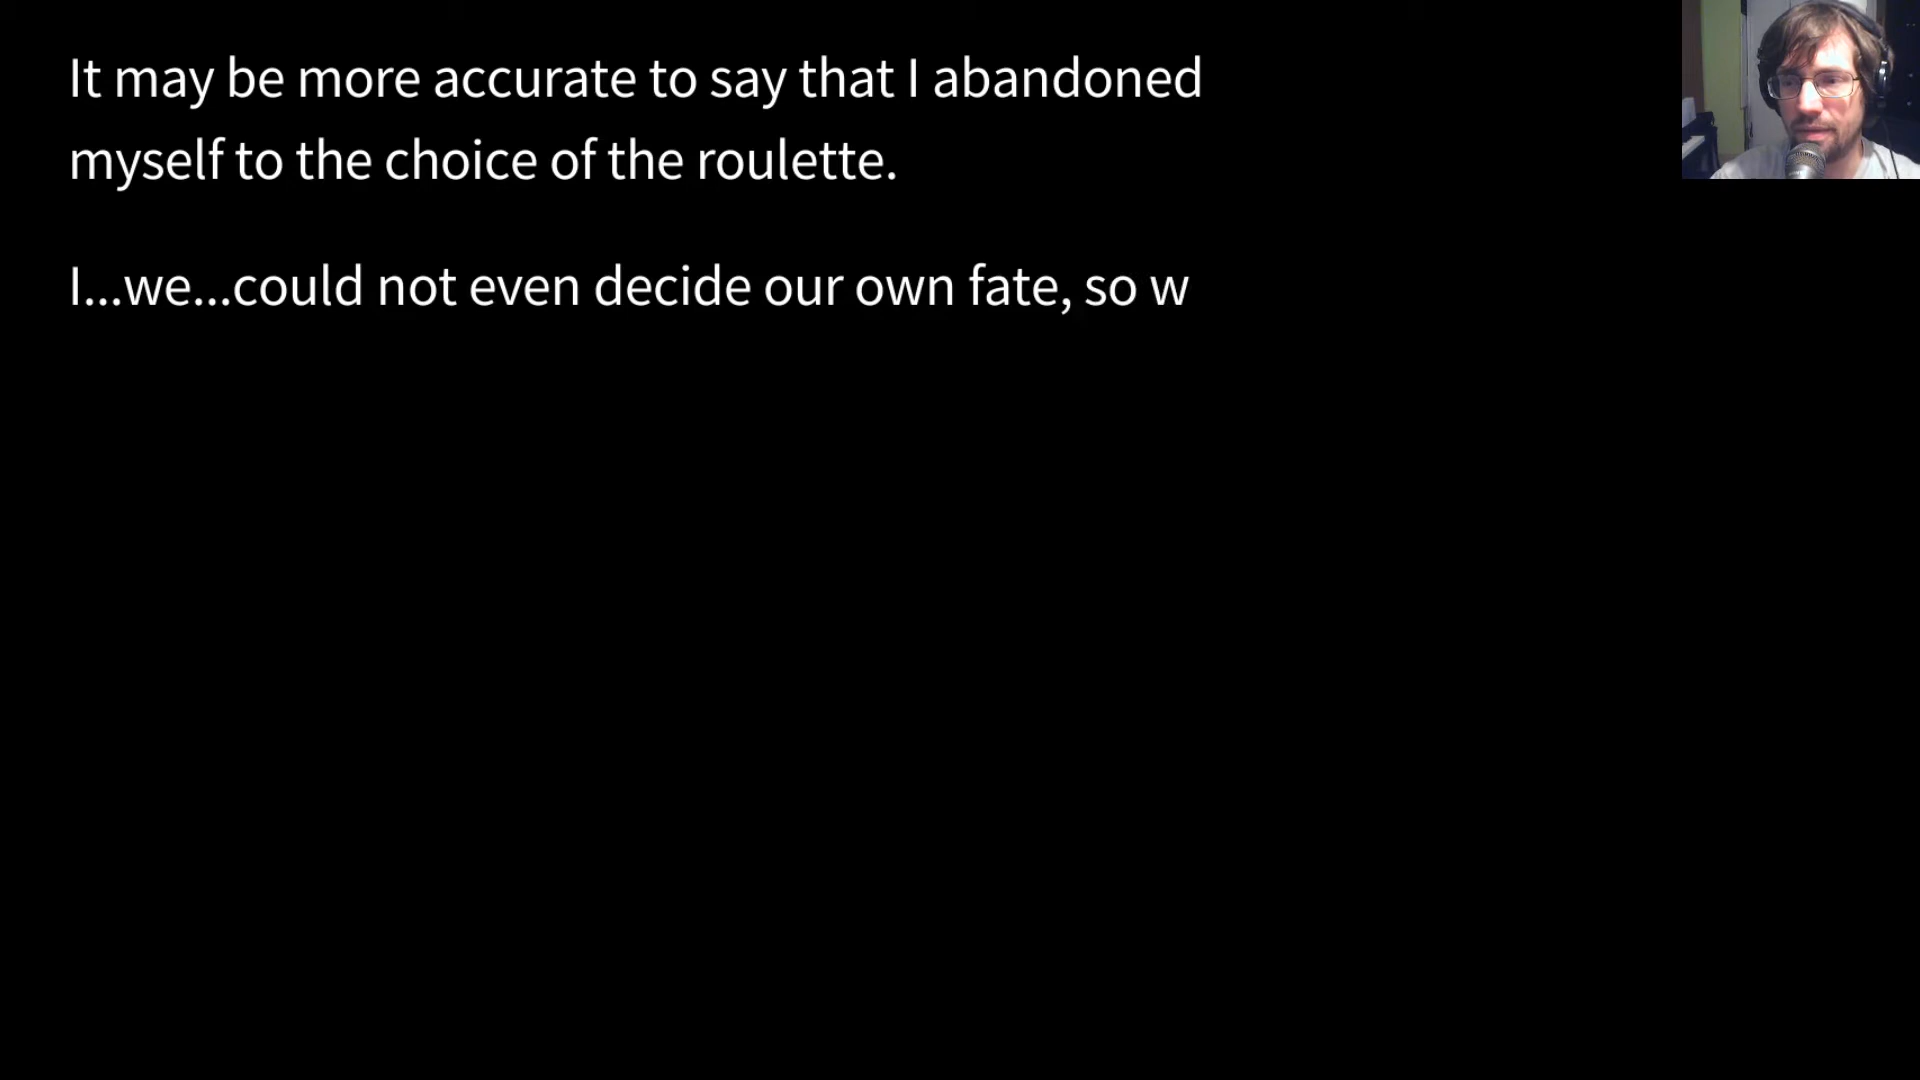 It may be more accurate to say that I abandoned
myself to the choice of the roulette.
I...we...could not even decide our own fate, so w